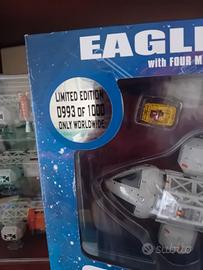 EAGLE
with FOUR M
LIMITED EDITION
0993 OF 1000
ONLY WORLDWIDE
subito